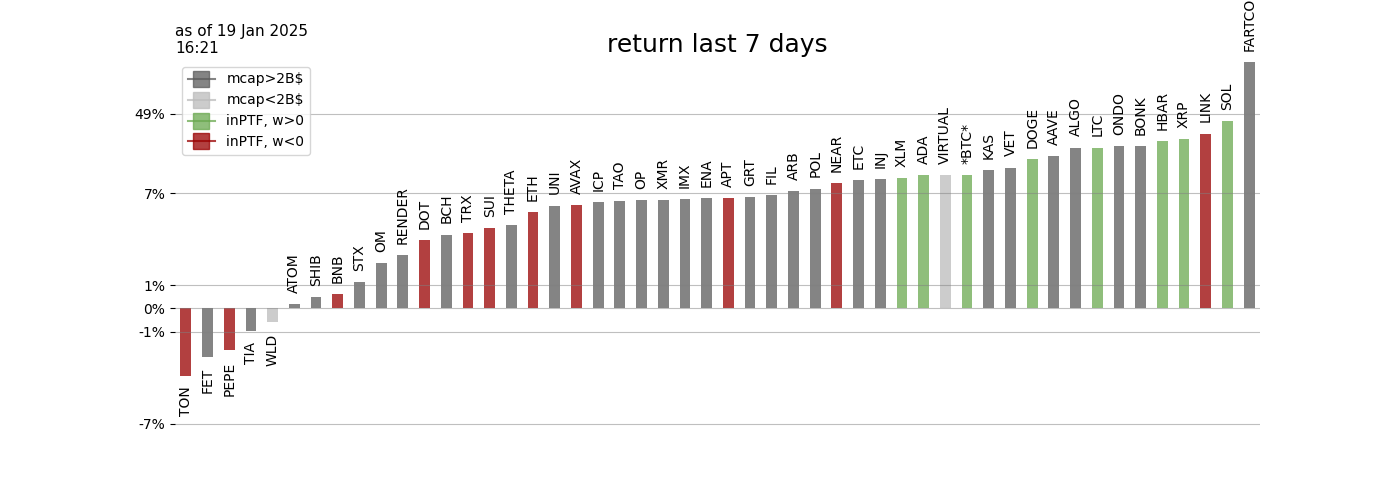 as of 19 Jan 2025
16:21
return last 7 days
mcap>2B$
mcap<2B$
inPTF, w>0
inPTF, w<0
49%
7%
1%
0%
-1%
-7%
TON
FET
PEPE
TIA
WLD
ATOM
SHIB
BNB
STX
OM
RENDER
DOT
BCH
TRX
SUI
THETA
ETH
UNI
AVAX
ICP
TAO
OP
XMR
IMX
ENA
APT
GRT
FIL
ARB
POL
NEAR
ETC
INJ
XLM
ADA
VIRTUAL
*BTC*
KAS
VET
DOGE
AAVE
ALGO
LTC
ONDO
BONK
HBAR
XRP
LINK
SOL
FARTCO